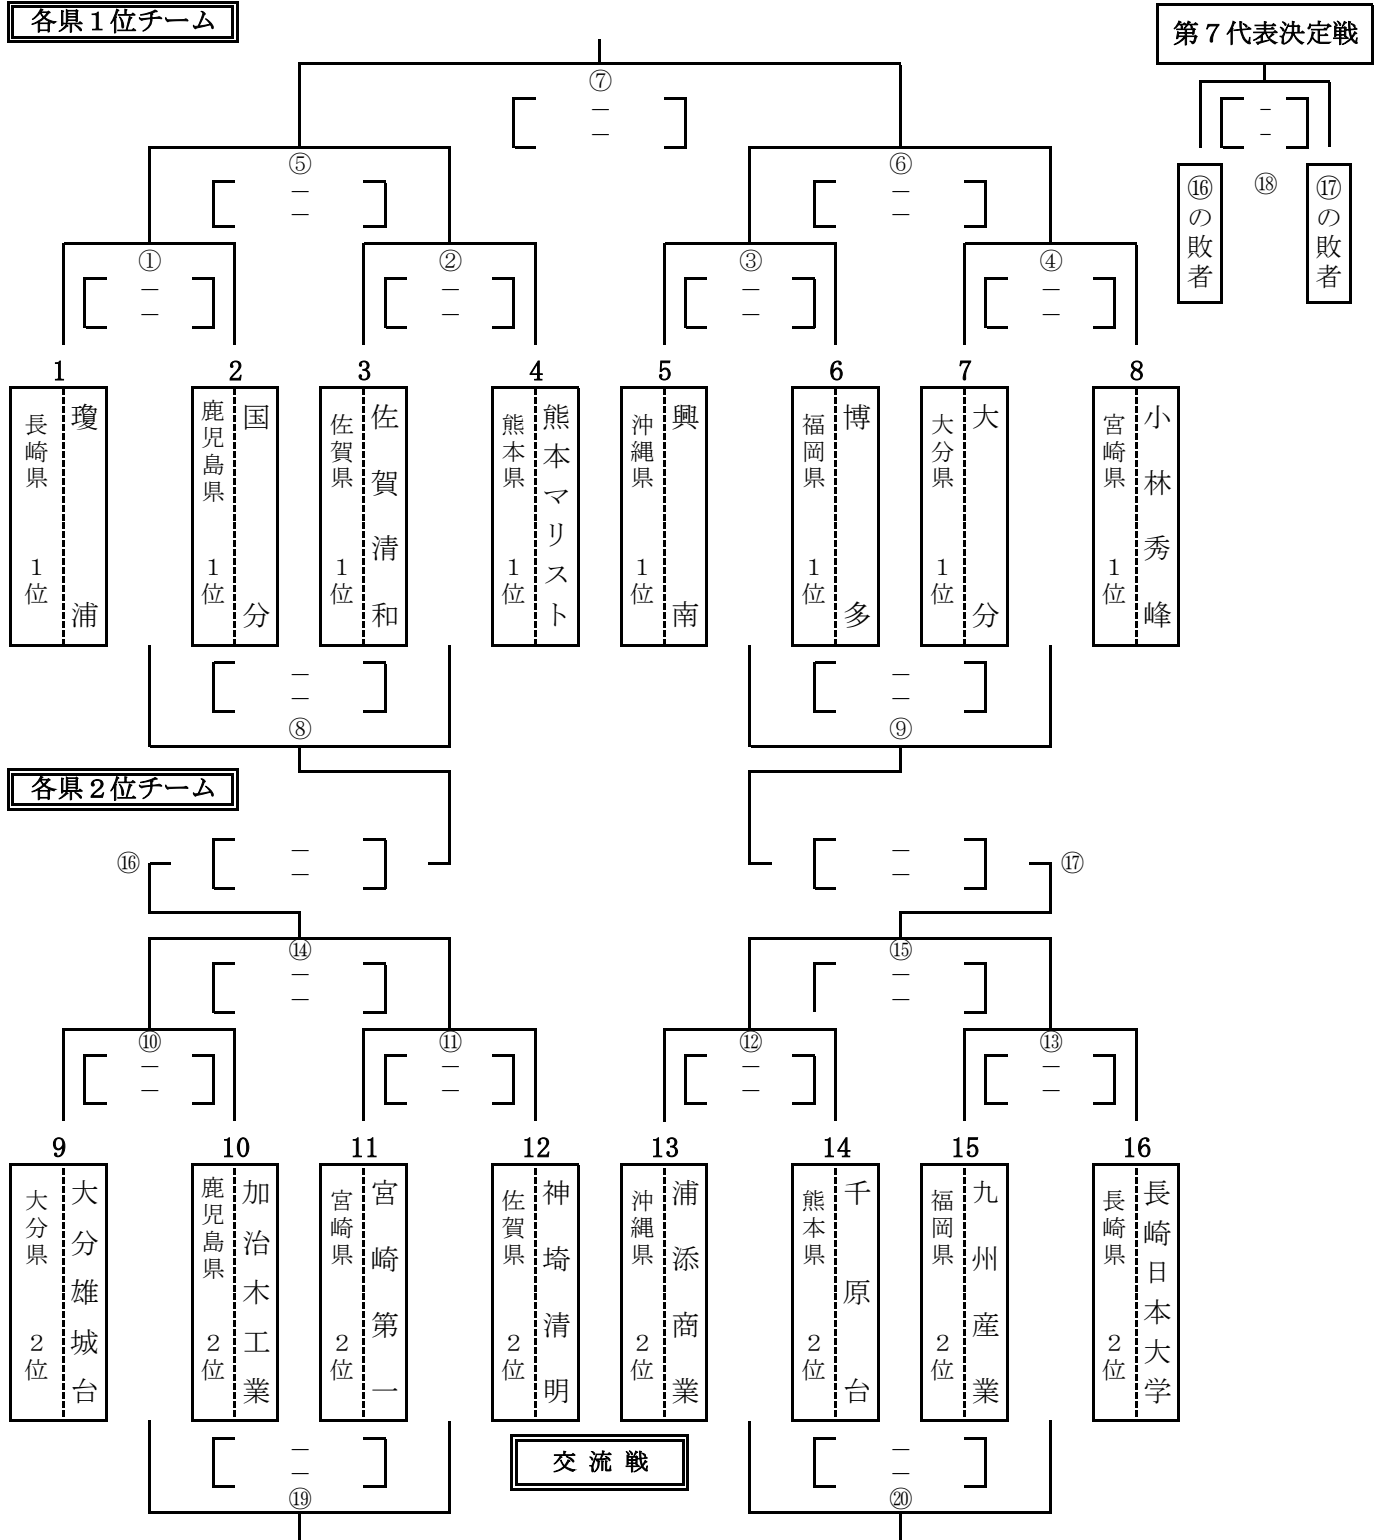 各県１位チーム
第７代表決定戦
⑦
－
－
-
-
⑤
－
－
⑥
－
－
⑯の敗者
⑱
⑰の敗者
①
－
－
②
－
－
③
－
－
④
－
－
1
2
3
4
5
6
7
8
長崎県 １位
瓊浦
鹿児島県 １位
国分
佐賀県 １位
佐賀清和
熊本県 １位
熊本マリスト
沖縄県 １位
興南
福岡県 １位
博多
大分県 １位
大分
宮崎県 １位
小林秀峰
－
－
⑧
－
－
⑨
各県２位チーム
⑯
－
－
－
－
⑰
⑭
－
－
⑮
－
－
⑩
－
－
⑪
－
－
⑫
－
－
⑬
－
－
9
10
11
12
13
14
15
16
大分県 ２位
大分雄城台
鹿児島県 ２位
加治木工業
宮崎県 ２位
宮崎第一
佐賀県 ２位
神埼清明
沖縄県 ２位
浦添商業
熊本県 ２位
千原台
福岡県 ２位
九州産業
長崎県 ２位
長崎日本大学
－
－
⑲
交流戦
－
－
⑳